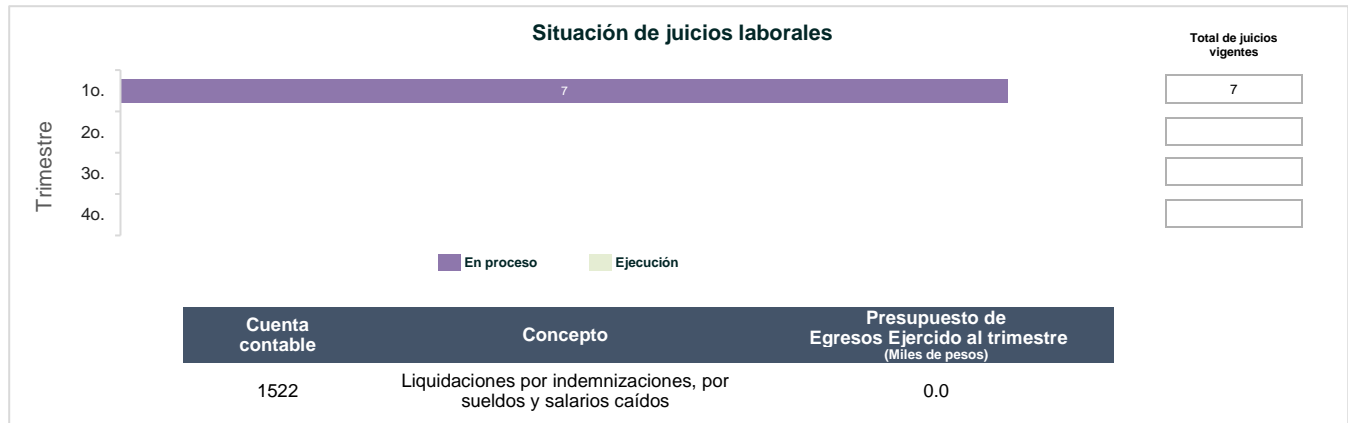 Situación de juicios laborales
Total de juicios
vigentes
Trimestre
1o.
7
7
2o.
3o.
4o.
En proceso
Ejecución
Cuenta
contable
Concepto
Presupuesto de
Egresos Ejercido al trimestre
(Miles de pesos)
1522
Liquidaciones por indemnizaciones, por
sueldos y salarios caídos
0.0